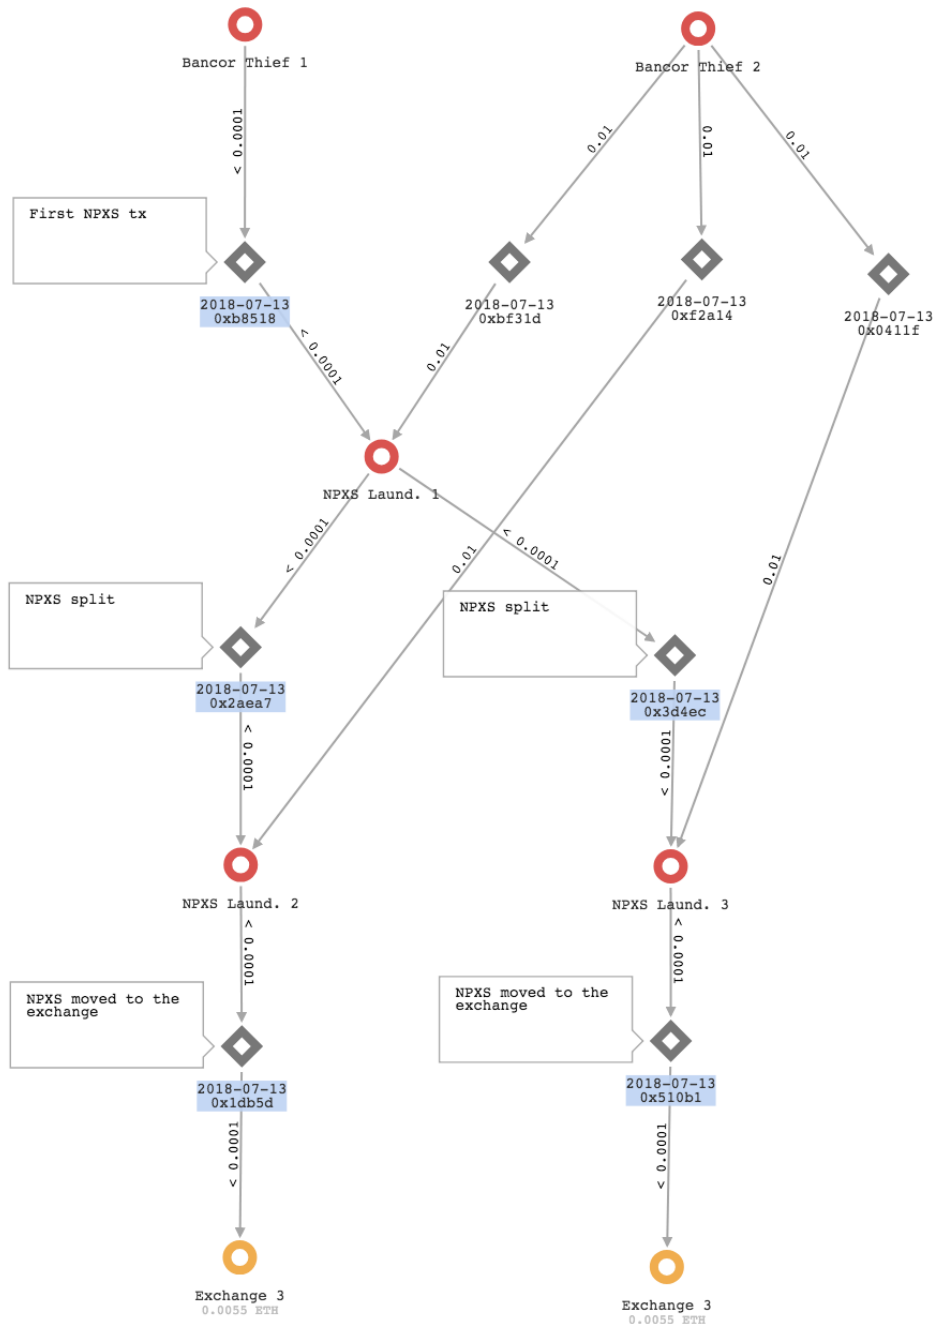 Bancor Thief 1
Bancor Thief 2
< 0.0001
0.01
0.01
0.01
First NPXS tx
2018-07-13
0xb8518
2018-07-13
0xbf31d
2018-07-13
0xf2a14
2018-07-13
0x0411f
< 0.0001
0.01
NPXS Laund. 1
< 0.0001
0.01
< 0.0001
0.01
NPXS split
NPXS split
2018-07-13
0x2aea7
2018-07-13
0x3d4ec
< 0.0001
< 0.0001
NPXS Laund. 2
NPXS Laund. 3
< 0.0001
< 0.0001
NPXS moved to the
exchange
NPXS moved to the
exchange
2018-07-13
0x1db5d
2018-07-13
0x510b1
< 0.0001
< 0.0001
Exchange 3
0.0055 ETH
Exchange 3
0.0055 ETH